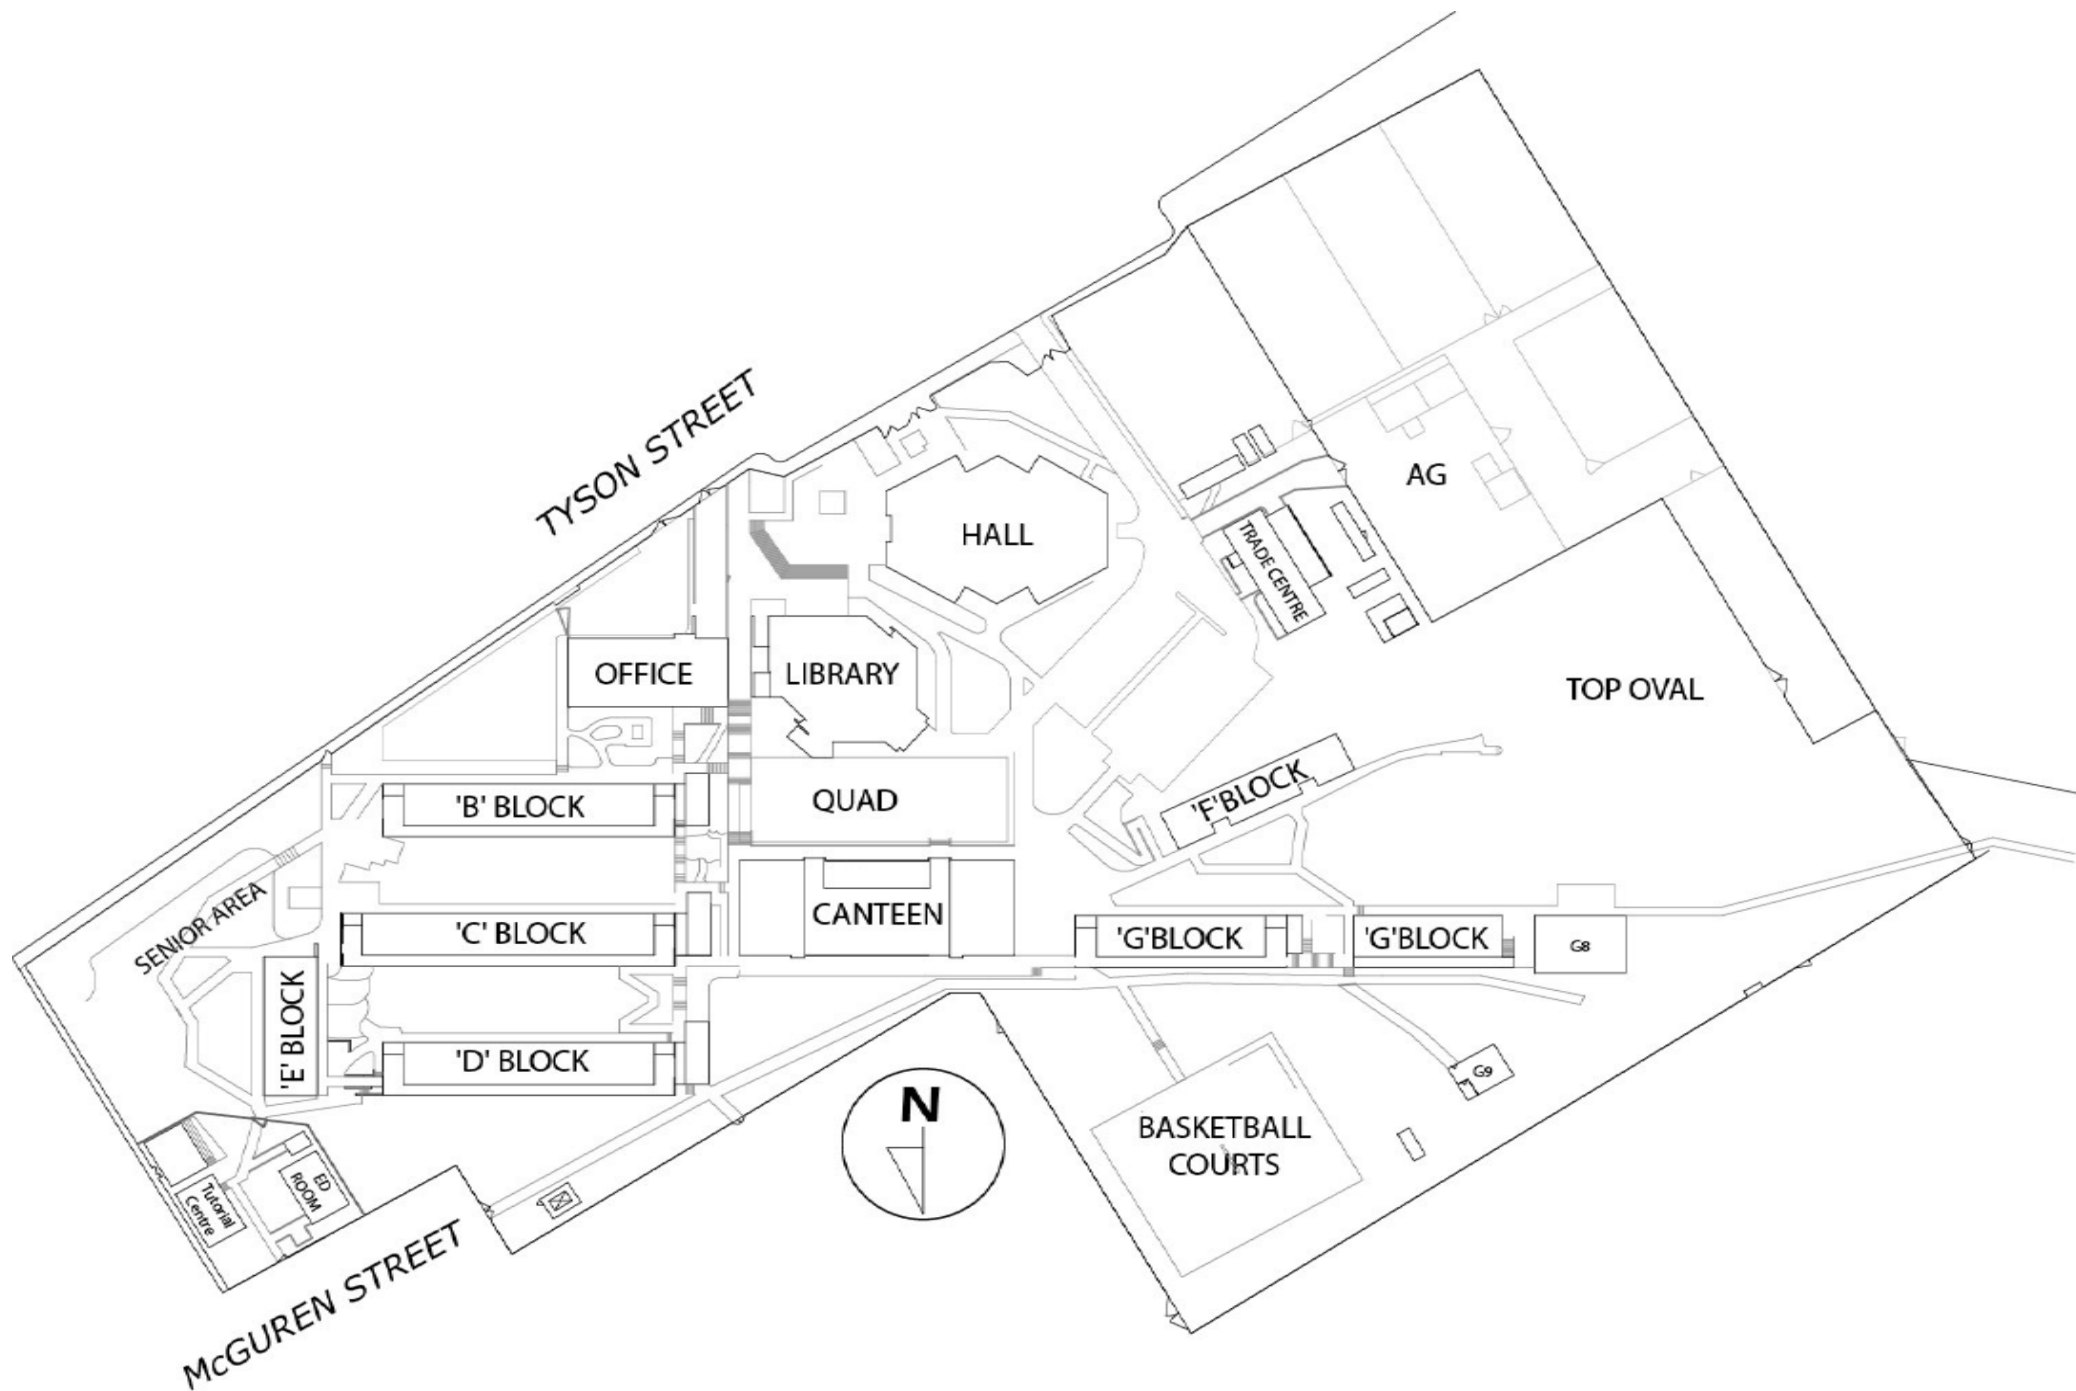 TYSON STREET
AG
HALL
TRADE CENTRE
OFFICE
LIBRARY
TOP OVAL
'B' BLOCK
QUAD
'F'BLOCK
SENIOR AREA
'C' BLOCK
CANTEEN
'G'BLOCK
'G'BLOCK
G8
'E' BLOCK
'D' BLOCK
G9
N
BASKETBALL
COURTS
ED
ROOM
Tutorial
Centre
McGUREN STREET